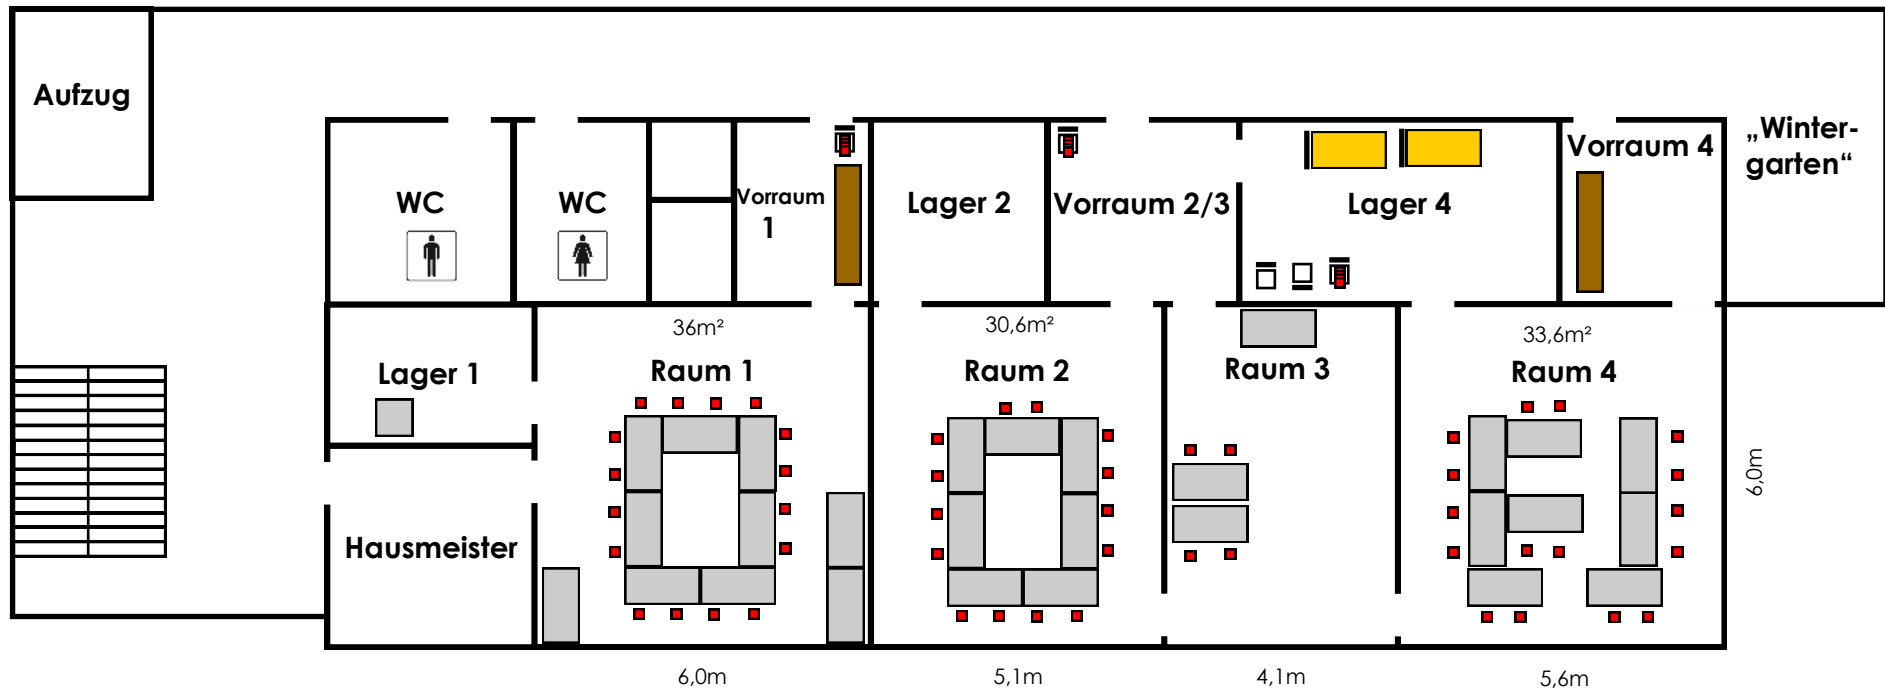 Aufzug
„Winter-
garten“
Vorraum 4
WC
WC
Vorraum
1
Lager 2
Vorraum 2/3
Lager 4
36m²
30,6m²
33,6m²
Lager 1
Raum 1
Raum 2
Raum 3
Raum 4
6,0m
Hausmeister
6,0m
5,1m
4,1m
5,6m